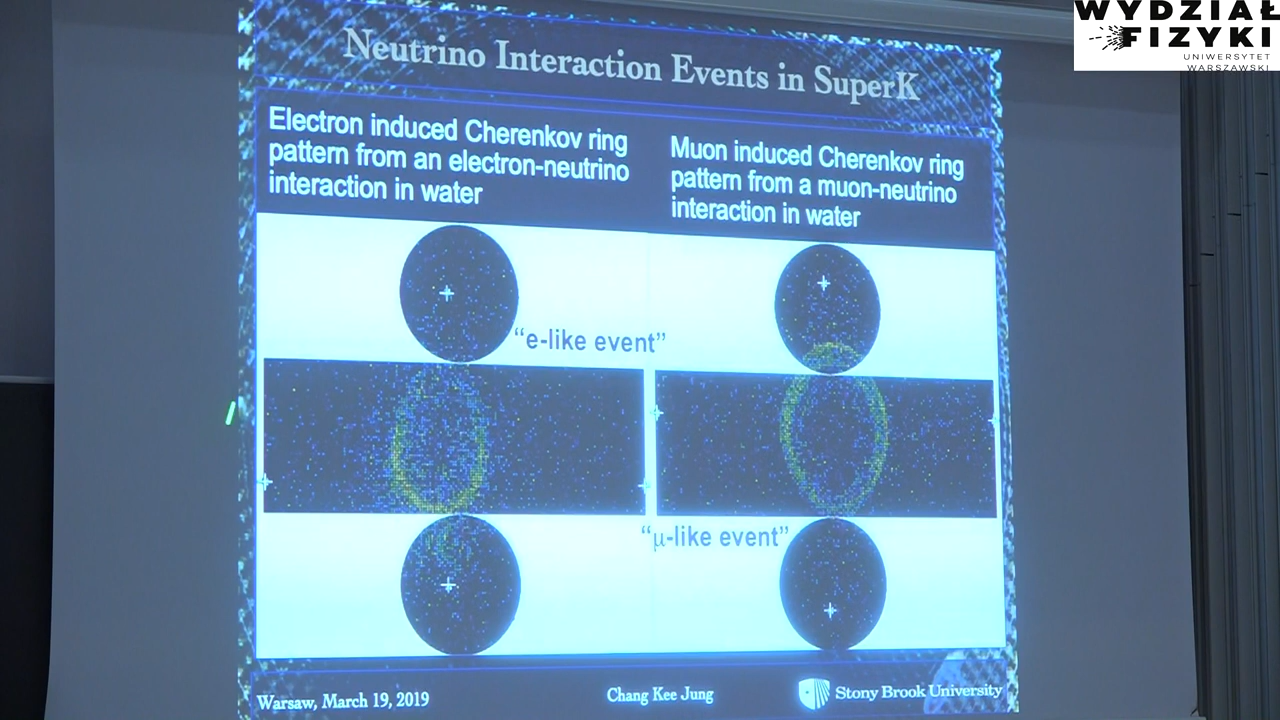 WYDZIAŁ
FIZYKI
UNIWERSYTET
WARSZAWSKI
Neutrino Interaction Events in SuperK
Electron induced Cherenkov ring
pattern from an electron-neutrino
interaction in water
Muon induced Cherenkov ring
pattern from a muon-neutrino
interaction in water
“e-like event”
“μ-like event”
Warsaw, March 19, 2019
Chang Kee Jung
Stony Brook University